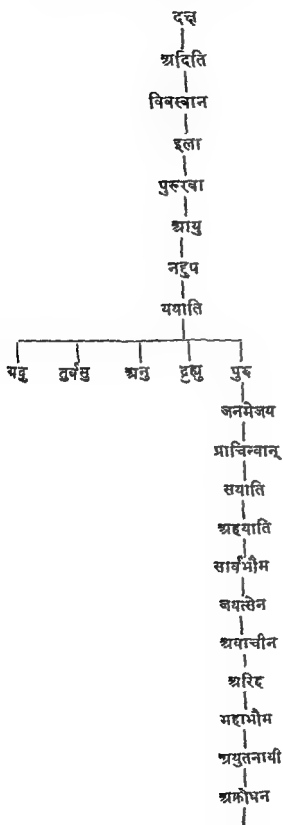 दक्ष
अदिति
विवस्वान
इला
पुरूरवा
आयु
नहुष
ययाति
यदु तुर्वसु अनु द्रुह्यु पुरु
जनमेजय
प्राचिन्वान्
सयाति
अहयाति
सार्वभौम
जयत्सेन
अवाचीन
अरिह
महाभौम
अयुतनायी
अक्रोधन